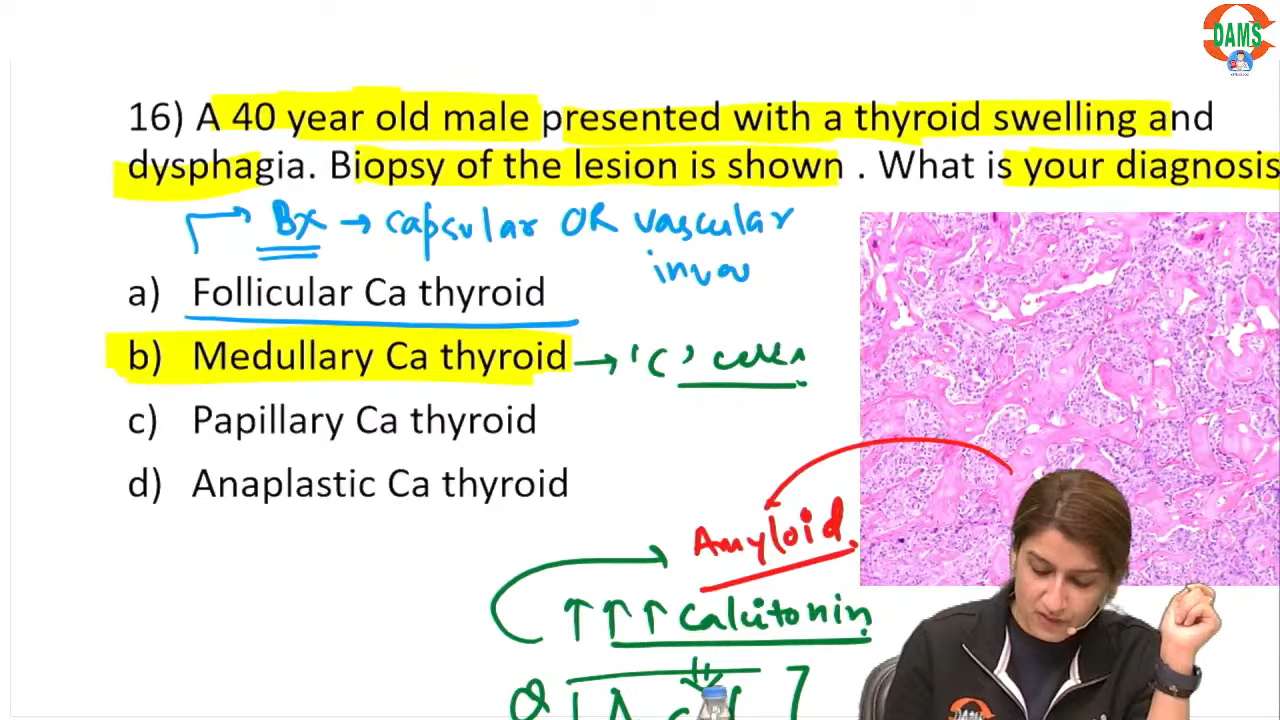 DAMS
16) A 40 year old male presented with a thyroid swelling and
dysphagia. Biopsy of the lesion is shown . What is your diagnosis
Bx → capsular OR vascular
a) Follicular Ca thyroid
b) Medullary Ca thyroid → 'C' cells
c) Papillary Ca thyroid
d) Anaplastic Ca thyroid
Amyloid
↑↑↑ Calcitonin